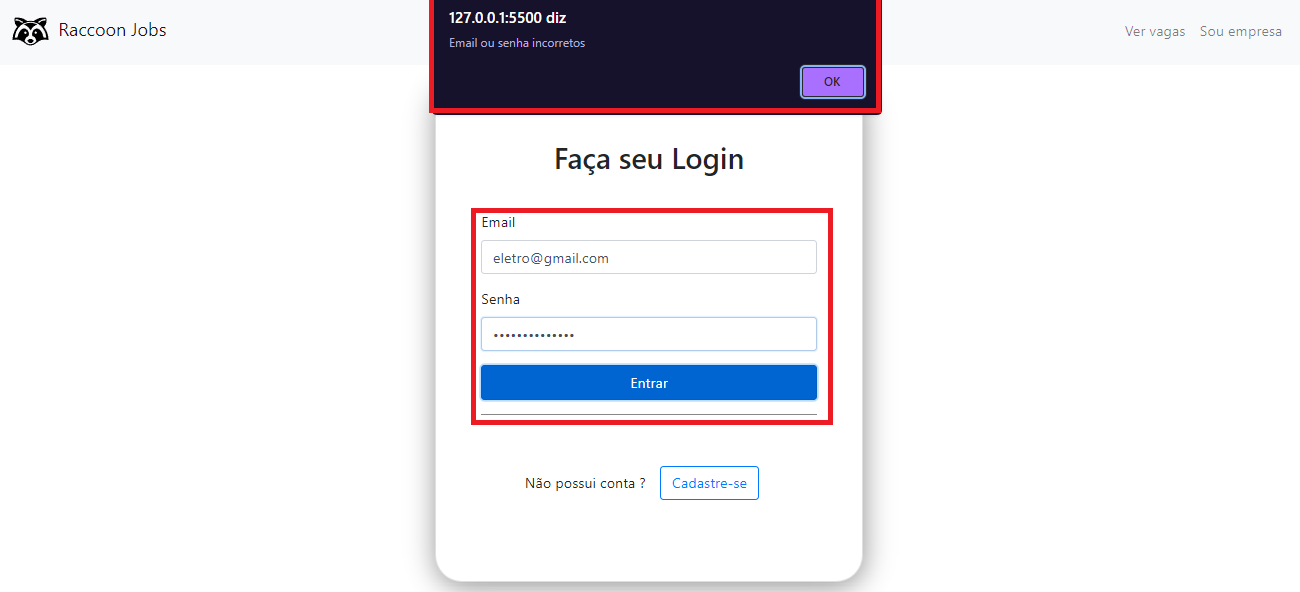 Raccoon Jobs
127.0.0.1:5500 diz
Email ou senha incorretos
OK
Ver vagas
Sou empresa
Faça seu Login
Email
eletro@gmail.com
Senha
••••••••••••••
Entrar
Não possui conta ?
Cadastre-se